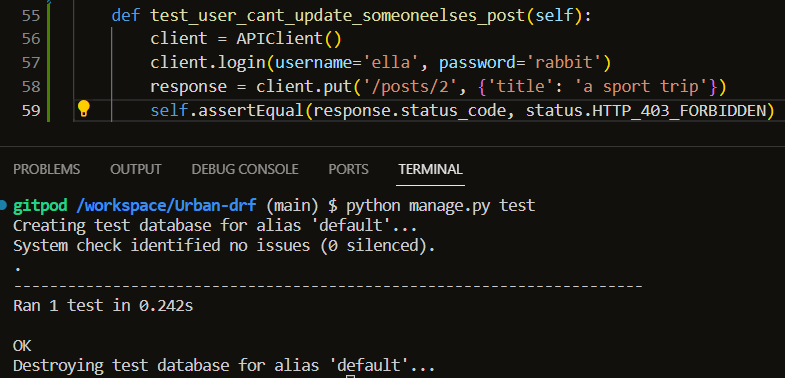 55 def test_user_cant_update_someoneelses_post(self):
56 client = APIClient()
57 client.login(username='ella', password='rabbit')
58 response = client.put('/posts/2', {'title': 'a sport trip'})
59 self.assertEqual(response.status_code, status.HTTP_403_FORBIDDEN)
PROBLEMS OUTPUT DEBUG CONSOLE PORTS TERMINAL
gitpod /workspace/Urban-drf (main) $ python manage.py test
Creating test database for alias 'default'...
System check identified no issues (0 silenced).
.
----------------------------------------------------------------------
Ran 1 test in 0.242s
OK
Destroying test database for alias 'default'...